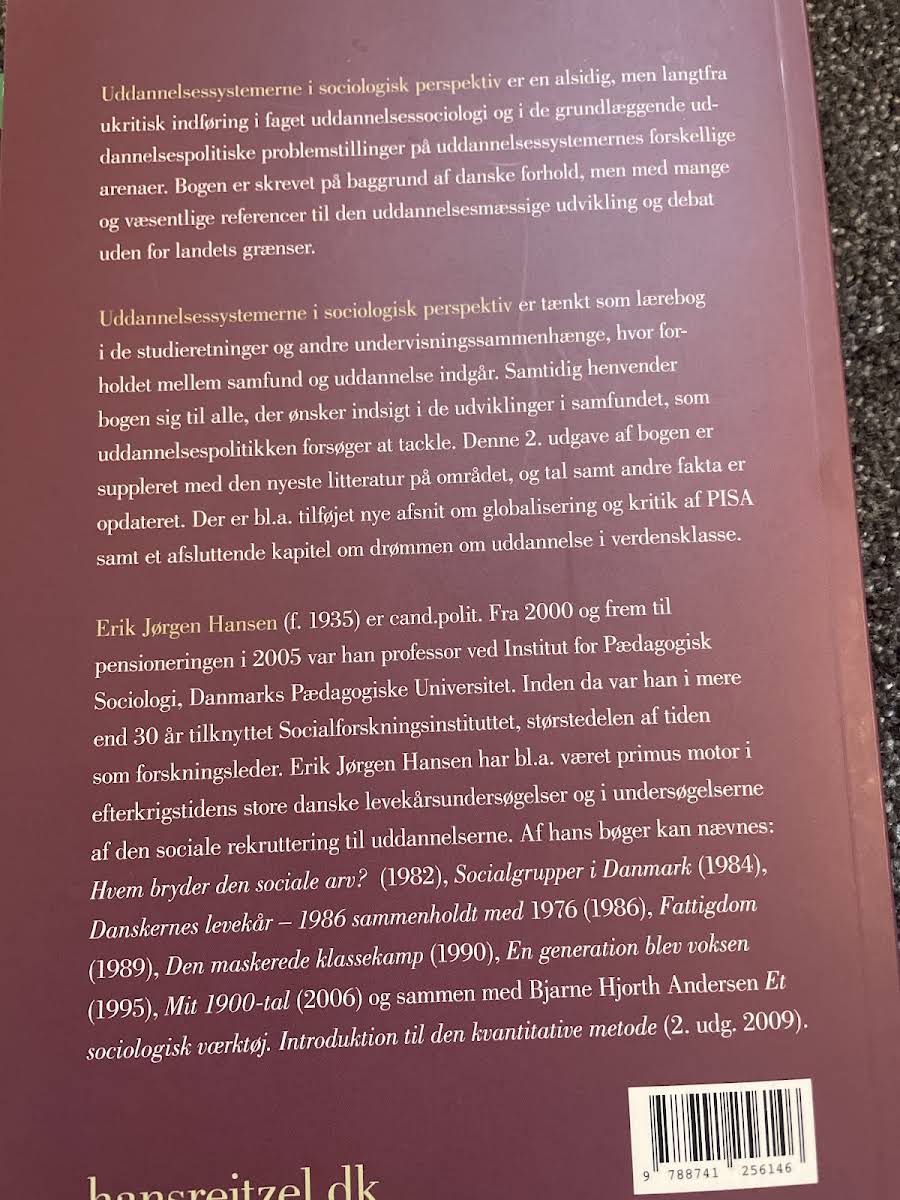 Uddannelsessystemerne i sociologisk perspektiv er en alsidig, men langtfra
ukritisk indføring i faget uddannelsessociologi og i de grundlæggende ud-
dannelsespolitiske problemstillinger på uddannelsessystemernes forskellige
arenaer. Bogen er skrevet på baggrund af danske forhold, men med mange
og væsentlige referencer til den uddannelsesmæssige udvikling og debat
uden for landets grænser.
Uddannelsessystemerne i sociologisk perspektiv er tænkt som lærebog
i de studieretninger og andre undervisningssammenhænge, hvor for-
holdet mellem samfund og uddannelse indgår. Samtidig henvender
bogen sig til alle, der ønsker indsigt i de udviklinger i samfundet, som
uddannelsespolitikken forsøger at tackle. Denne 2. udgave af bogen er
suppleret med den nyeste litteratur på området, og tal samt andre fakta er
opdateret. Der er bl.a. tilføjet nye afsnit om globalisering og kritik af PISA
samt et afsluttende kapitel om drømmen om uddannelse i verdensklasse.
Erik Jørgen Hansen (f. 1935) er cand.polit. Fra 2000 og frem til
pensioneringen i 2005 var han professor ved Institut for Pædagogisk
Sociologi, Danmarks Pædagogiske Universitet. Inden da var han i mere
end 30 år tilknyttet Socialforskningsinstituttet, størstedelen af tiden
som forskningsleder. Erik Jørgen Hansen har bl.a. været primus motor i
efterkrigstidens store danske levekårsundersøgelser og i undersøgelserne
af den sociale rekruttering til uddannelserne. Af hans bøger kan nævnes:
Hvem bryder den sociale arv? (1982), Socialgrupper i Danmark (1984),
Danskernes levekår – 1986 sammenholdt med 1976 (1986), Fattigdom
(1989), Den maskerede klassekamp (1990), En generation blev voksen
(1995), Mit 1900-tal (2006) og sammen med Bjarne Hjorth Andersen Et
sociologisk værktøj. Introduktion til den kvantitative metode (2. udg. 2009).
9 788741 256146
hansreitzel.dk